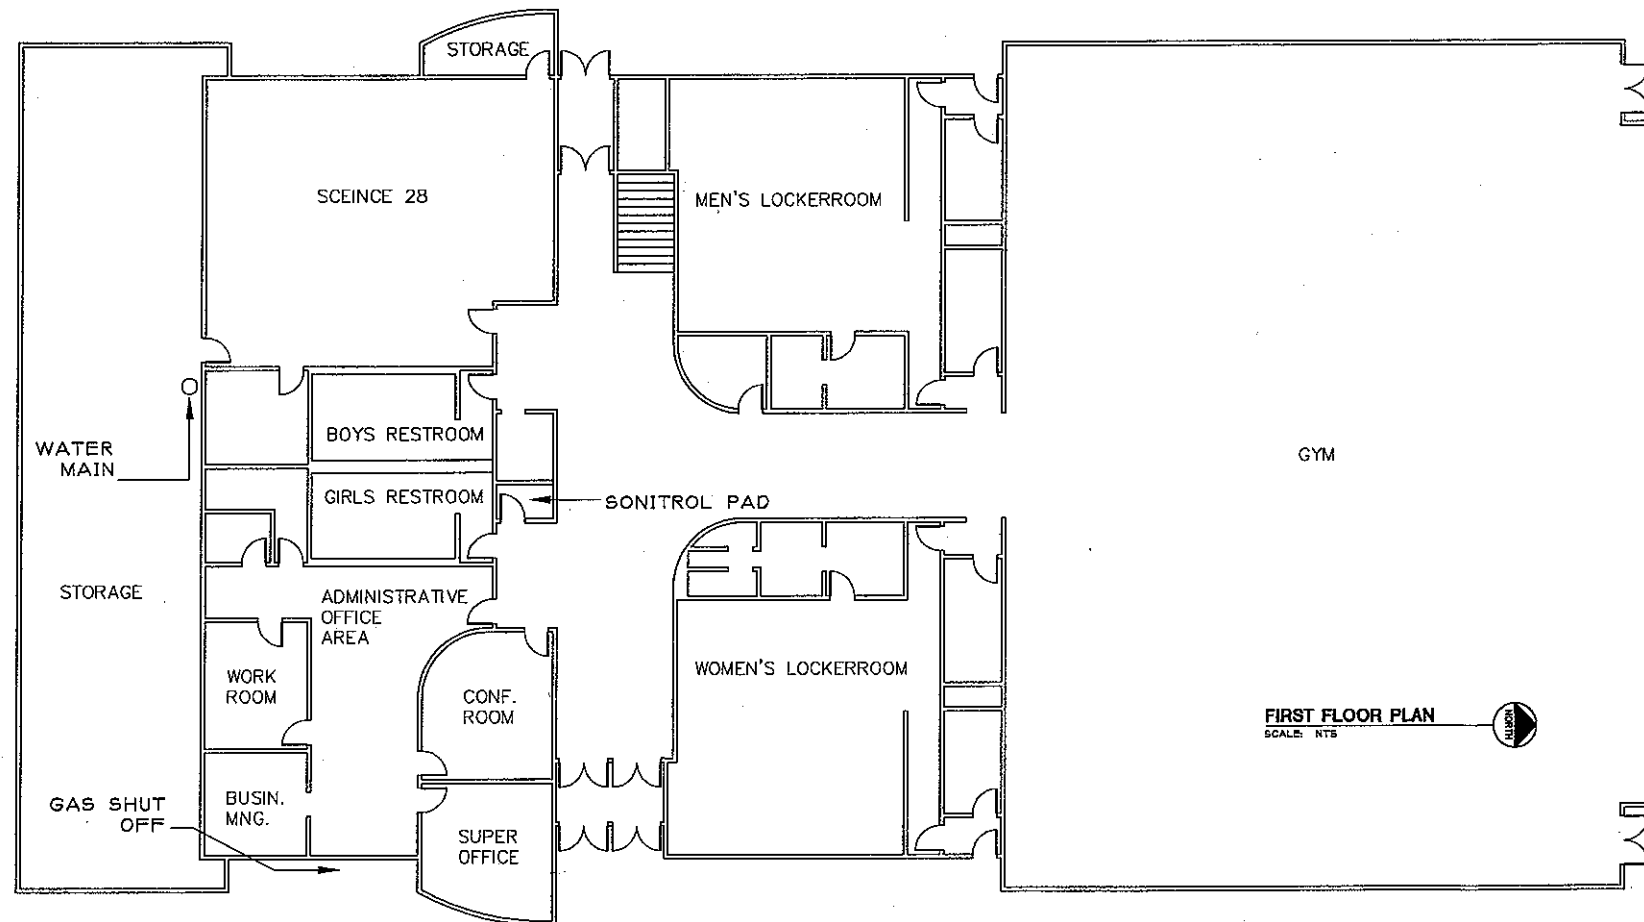 STORAGE
SCEINCE 28
MEN'S LOCKERROOM
WATER
MAIN
BOYS RESTROOM
GYM
GIRLS RESTROOM
SONITROL PAD
STORAGE
ADMINISTRATIVE
OFFICE
AREA
WORK
ROOM
CONF.
ROOM
WOMEN'S LOCKERROOM
FIRST FLOOR PLAN
SCALE: NTS
NORTH
GAS SHUT
OFF
BUSIN.
MNG.
SUPER
OFFICE